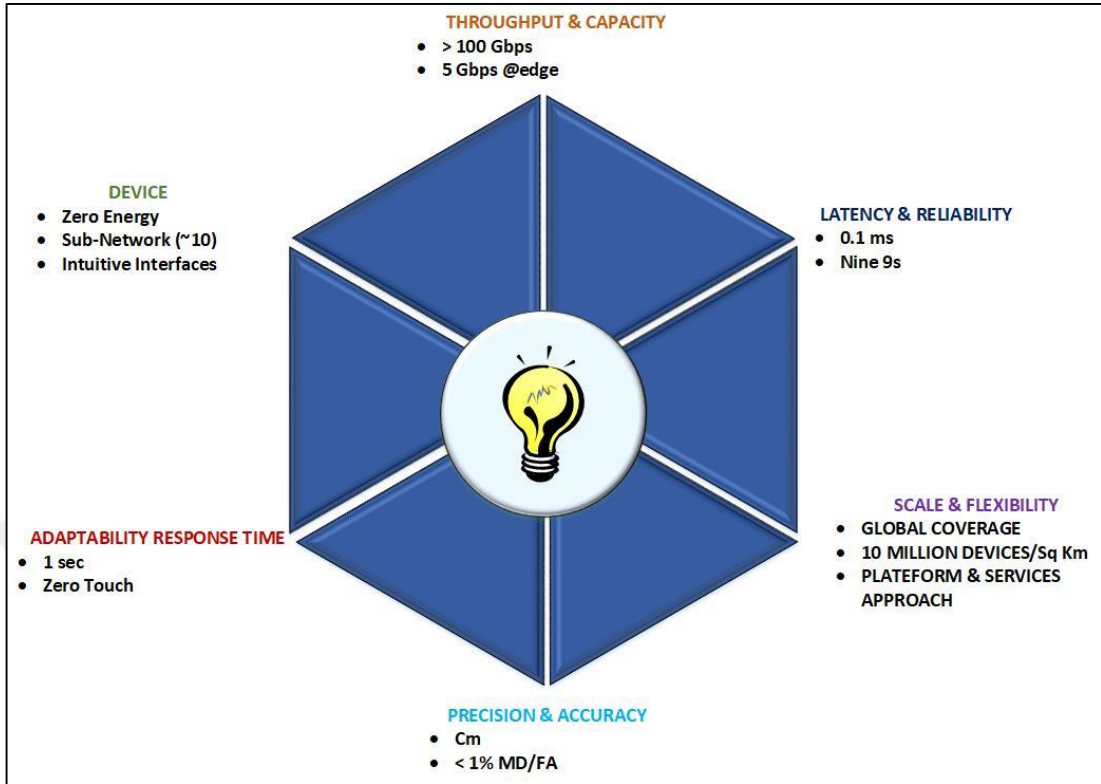 THROUGHPUT & CAPACITY
• > 100 Gbps
• 5 Gbps @edge
DEVICE
• Zero Energy
• Sub-Network (~10)
• Intuitive Interfaces
LATENCY & RELIABILITY
• 0.1 ms
• Nine 9s
ADAPTABILITY RESPONSE TIME
• 1 sec
• Zero Touch
SCALE & FLEXIBILITY
• GLOBAL COVERAGE
• 10 MILLION DEVICES/Sq Km
• PLATEFORM & SERVICES
APPROACH
PRECISION & ACCURACY
• Cm
• < 1% MD/FA